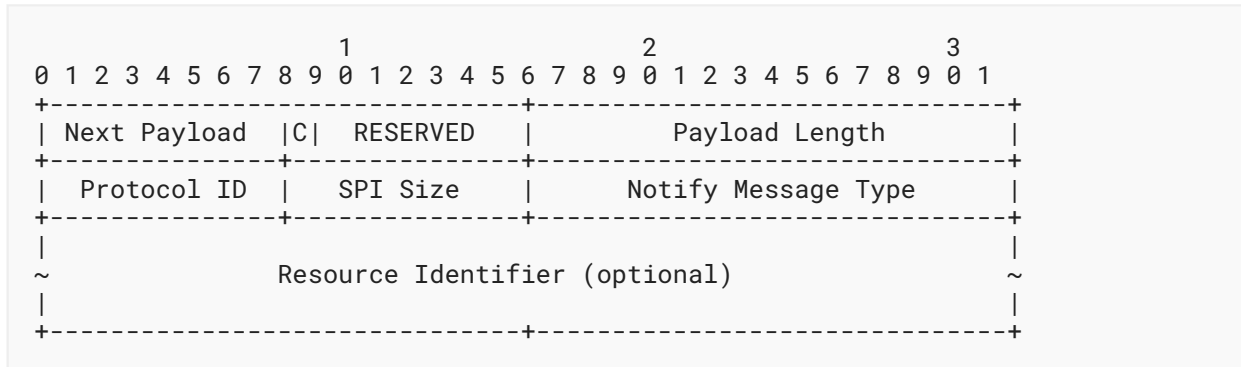 1                   2                   3
0 1 2 3 4 5 6 7 8 9 0 1 2 3 4 5 6 7 8 9 0 1 2 3 4 5 6 7 8 9 0 1
+-------------------------------+-------------------------------+
| Next Payload  |C|  RESERVED   |         Payload Length        |
+---------------+---------------+-------------------------------+
|  Protocol ID  |   SPI Size    |      Notify Message Type      |
+---------------+---------------+-------------------------------+
|                                                               |
~               Resource Identifier (optional)                  ~
|                                                               |
+-------------------------------+-------------------------------+